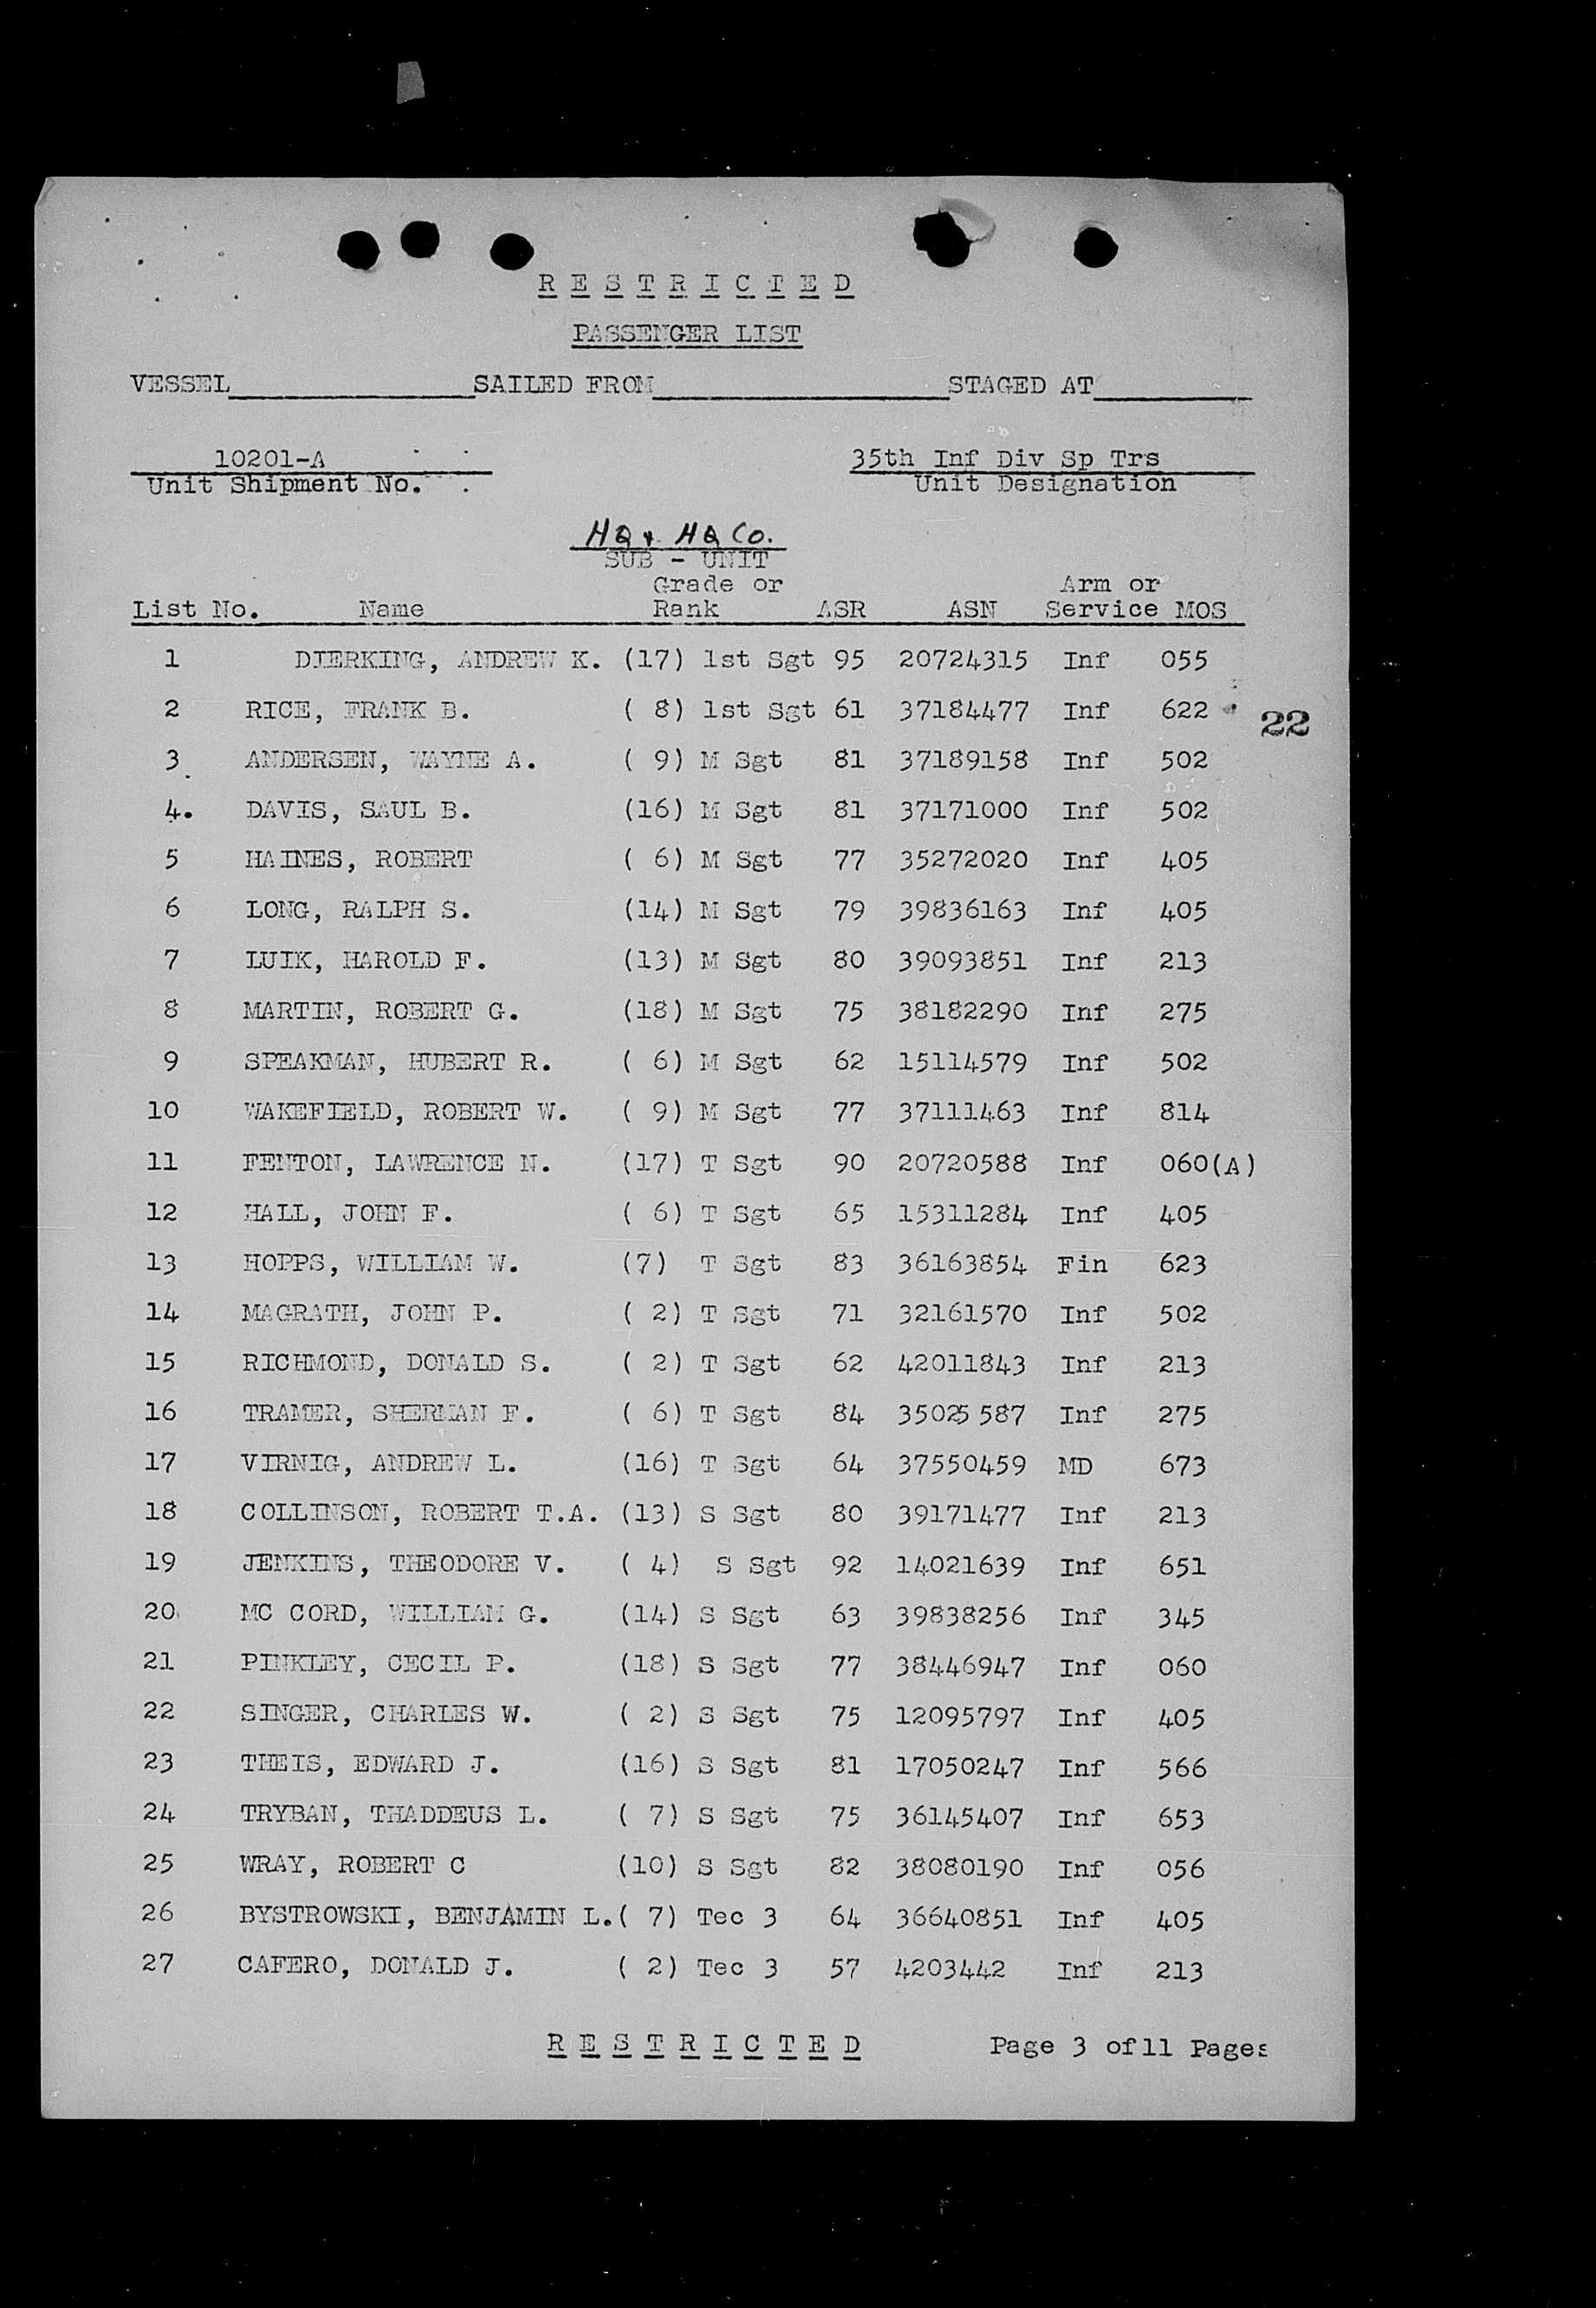 R E S T R I C T E D
PASSENGER LIST
VESSEL SAILED FROM STAGED AT
10201-A 35th Inf Div Sp Trs
Unit Shipment No. Unit Designation
HQ & HQ Co.
SUB - UNIT
Grade or Arm or
List No. Name Rank ASR ASN Service MOS
1 DIERKING, ANDREW K. (17) 1st Sgt 95 20724315 Inf 055
2 RICE, FRANK B. ( 8) 1st Sgt 61 37184477 Inf 622
22
3 ANDERSEN, WAYNE A. ( 9) M Sgt 81 37189158 Inf 502
4. DAVIS, SAUL B. (16) M Sgt 81 37171000 Inf 502
5 HAINES, ROBERT ( 6) M Sgt 77 35272020 Inf 405
6 LONG, RALPH S. (14) M Sgt 79 39836163 Inf 405
7 LUIK, HAROLD F. (13) M Sgt 80 39093851 Inf 213
8 MARTIN, ROBERT G. (18) M Sgt 75 38182290 Inf 275
9 SPEAKMAN, HUBERT R. ( 6) M Sgt 62 15114579 Inf 502
10 WAKEFIELD, ROBERT W. ( 9) M Sgt 77 37111463 Inf 814
11 FENTON, LAWRENCE N. (17) T Sgt 90 20720588 Inf 060(A)
12 HALL, JOHN F. ( 6) T Sgt 65 15311284 Inf 405
13 HOPPS, WILLIAM W. (7) T Sgt 83 36163854 Fin 623
14 MAGRATH, JOHN P. ( 2) T Sgt 71 32161570 Inf 502
15 RICHMOND, DONALD S. ( 2) T Sgt 62 42011843 Inf 213
16 TRAMER, SHERMAN F. ( 6) T Sgt 84 35025587 Inf 275
17 VIRNIG, ANDREW L. (16) T Sgt 64 37550459 MD 673
18 COLLINSON, ROBERT T.A. (13) S Sgt 80 39171477 Inf 213
19 JENKINS, THEODORE V. ( 4) S Sgt 92 14021639 Inf 651
20 MC CORD, WILLIAM G. (14) S Sgt 63 39838256 Inf 345
21 PINKLEY, CECIL P. (18) S Sgt 77 38446947 Inf 060
22 SINGER, CHARLES W. ( 2) S Sgt 75 12095797 Inf 405
23 THEIS, EDWARD J. (16) S Sgt 81 17050247 Inf 566
24 TRYBAN, THADDEUS L. ( 7) S Sgt 75 36145407 Inf 653
25 WRAY, ROBERT C (10) S Sgt 82 38080190 Inf 056
26 BYSTROWSKI, BENJAMIN L. ( 7) Tec 3 64 36640851 Inf 405
27 CAFERO, DONALD J. ( 2) Tec 3 57 4203442 Inf 213
R E S T R I C T E D Page 3 of 11 Pages